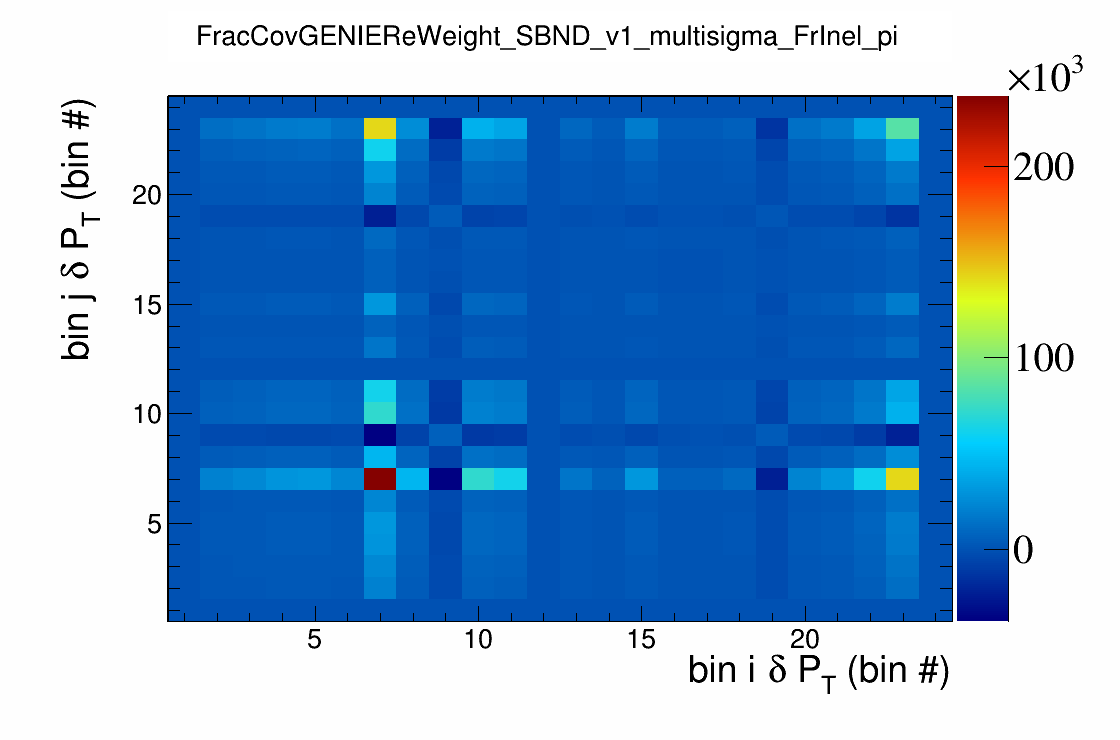 FracCovGENIEReWeight_SBND_v1_multisigma_FrInel_pi
×10³
bin j δ P_T (bin #)
20
15
10
5
5 10 15 20
bin i δ P_T (bin #)
200
100
0